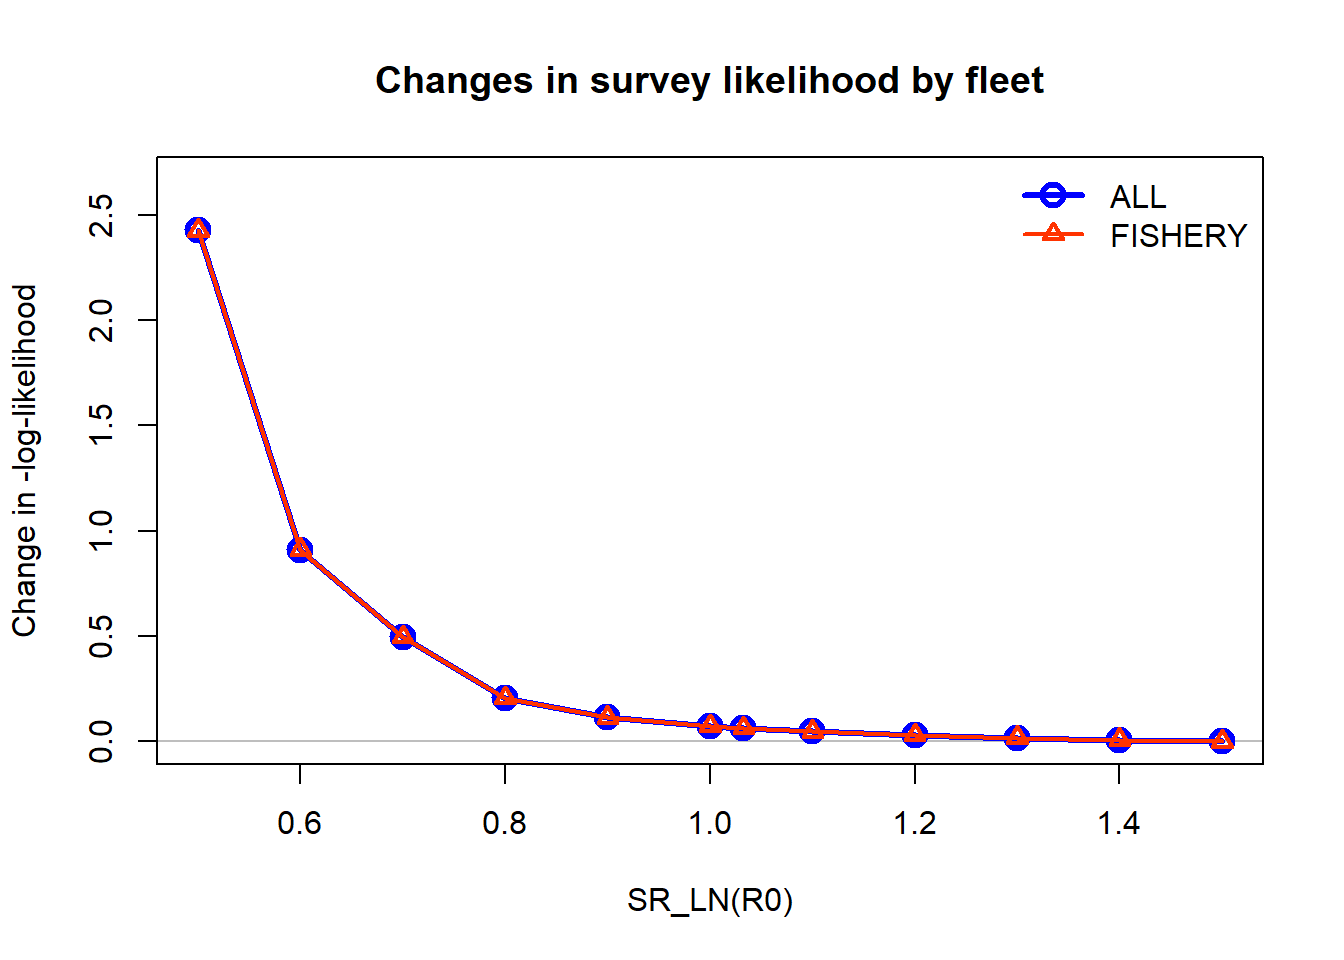 Changes in survey likelihood by fleet
ALL
FISHERY
Change in -log-likelihood
2.5
2.0
1.5
1.0
0.5
0.0
0.6 0.8 1.0 1.2 1.4
SR_LN(R0)